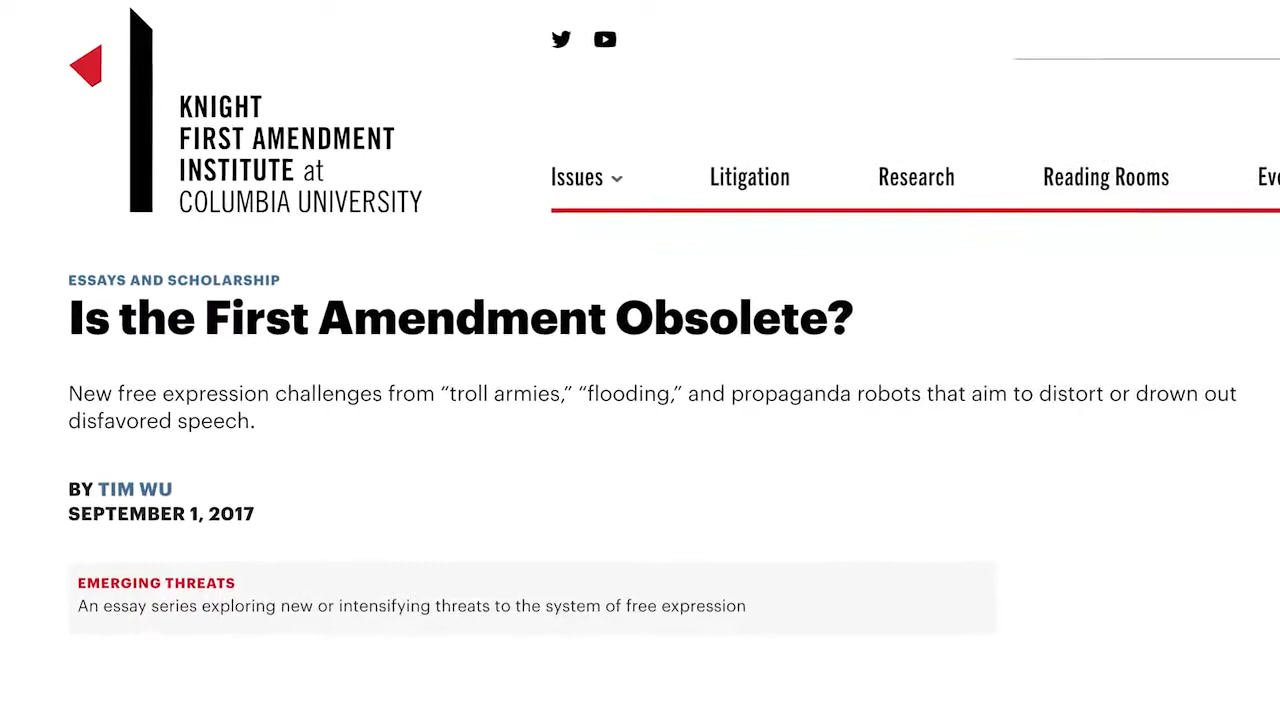 KNIGHT
FIRST AMENDMENT
INSTITUTE at
COLUMBIA UNIVERSITY
Issues Litigation Research Reading Rooms
ESSAYS AND SCHOLARSHIP
Is the First Amendment Obsolete?
New free expression challenges from “troll armies,” “flooding,” and propaganda robots that aim to distort or drown out
disfavored speech.
BY TIM WU
SEPTEMBER 1, 2017
EMERGING THREATS
An essay series exploring new or intensifying threats to the system of free expression